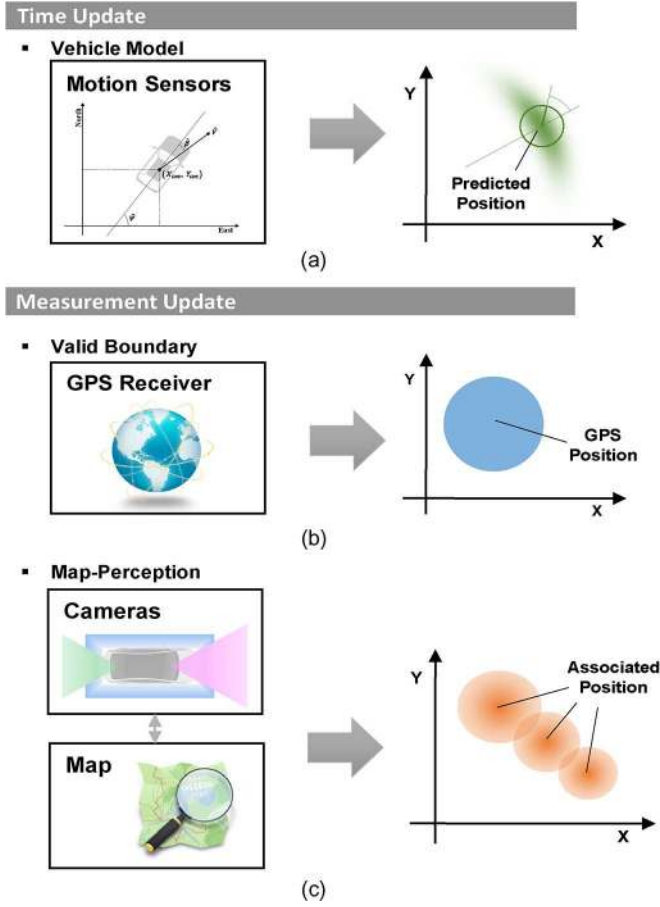 Time Update
▪ Vehicle Model
Motion Sensors
North
East
Y
X
Predicted
Position
(a)
Measurement Update
▪ Valid Boundary
GPS Receiver
Y
X
GPS
Position
(b)
▪ Map-Perception
Cameras
Map
Y
X
Associated
Position
(c)